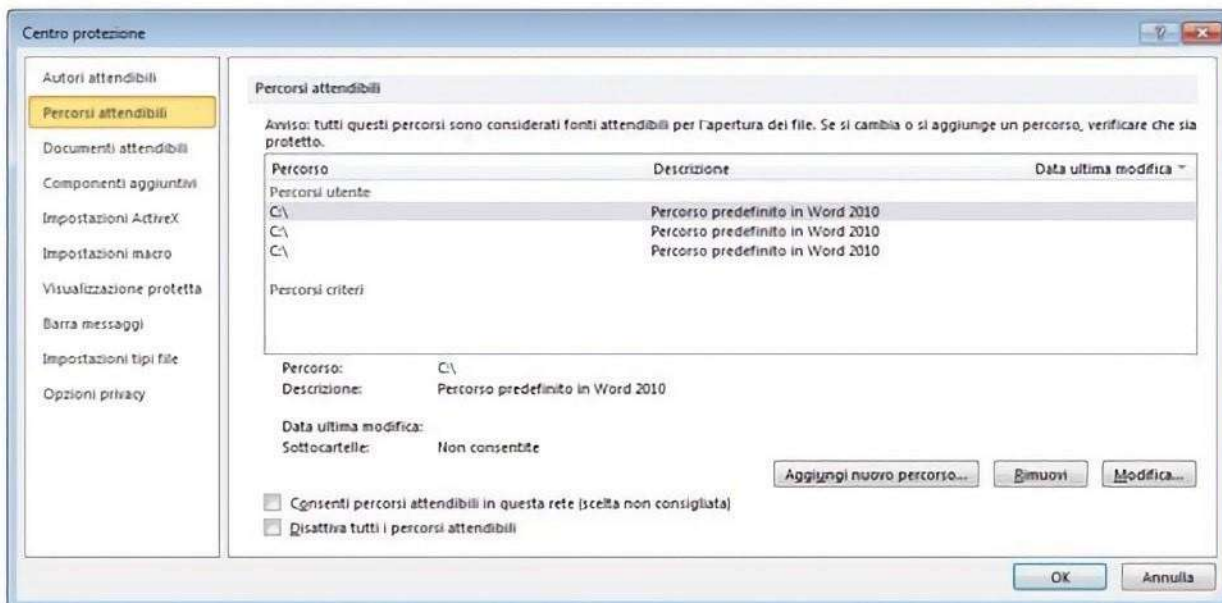 Centro protezione
Autori attendibili
Percorsi attendibili
Documenti attendibili
Componenti aggiuntivi
Impostazioni ActiveX
Impostazioni macro
Visualizzazione protetta
Barra messaggi
Impostazioni tipi file
Opzioni privacy
Percorsi attendibili
Avviso: tutti questi percorsi sono considerati fonti attendibili per l'apertura dei file. Se si cambia o si aggiunge un percorso, verificare che sia
protetto.
Percorso Descrizione Data ultima modifica
Percorsi utente
C:\ Percorso predefinito in Word 2010
C:\ Percorso predefinito in Word 2010
C:\ Percorso predefinito in Word 2010
Percorsi criteri
Percorso: C:\
Descrizione: Percorso predefinito in Word 2010
Data ultima modifica:
Sottocartelle: Non consentite
Aggiungi nuovo percorso... Rimuovi Modifica...
Consenti percorsi attendibili in questa rete (scelta non consigliata)
Disattiva tutti i percorsi attendibili
OK Annulla